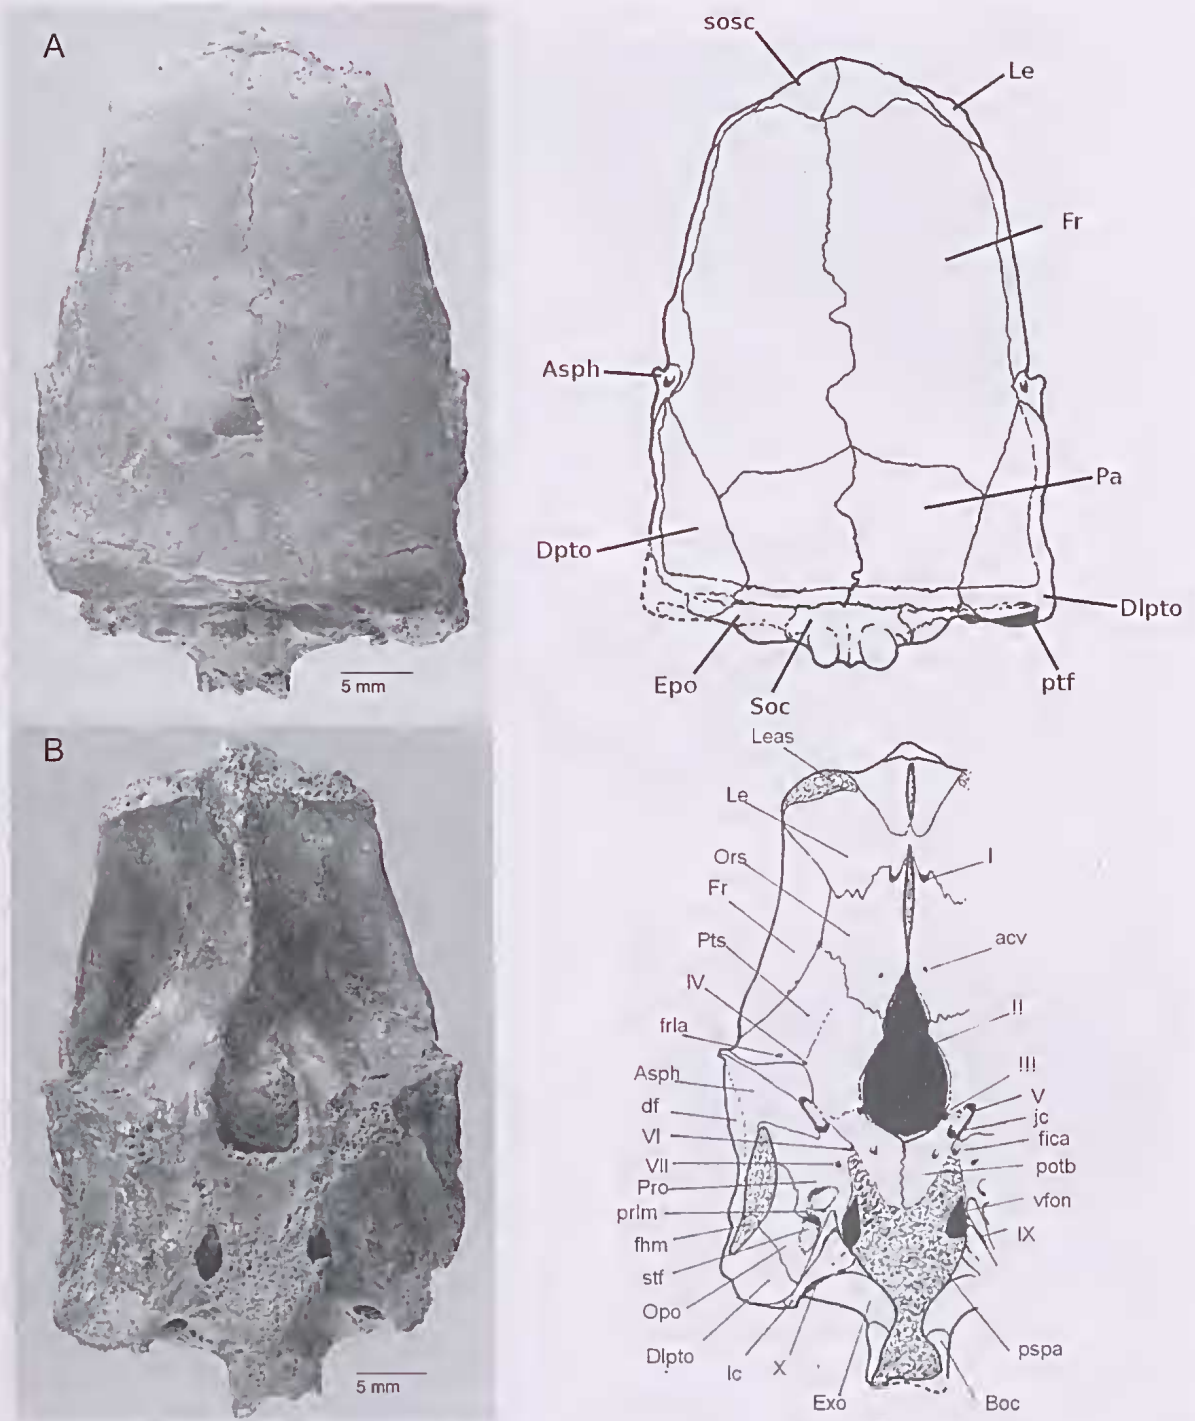 A
sosc
Le
Fr
Asph
Pa
Dpto
Dlpto
Epo
Soc
ptf
5 mm
B
Leas
Le
Ors
I
Fr
Pts
acv
IV
II
frla
III
Asph
V
df
jc
VI
fica
VII
potb
Pro
vfon
prlm
IX
fhm
stf
Opo
Dlpto
Ic
X
Exo
pspa
Boc
5 mm